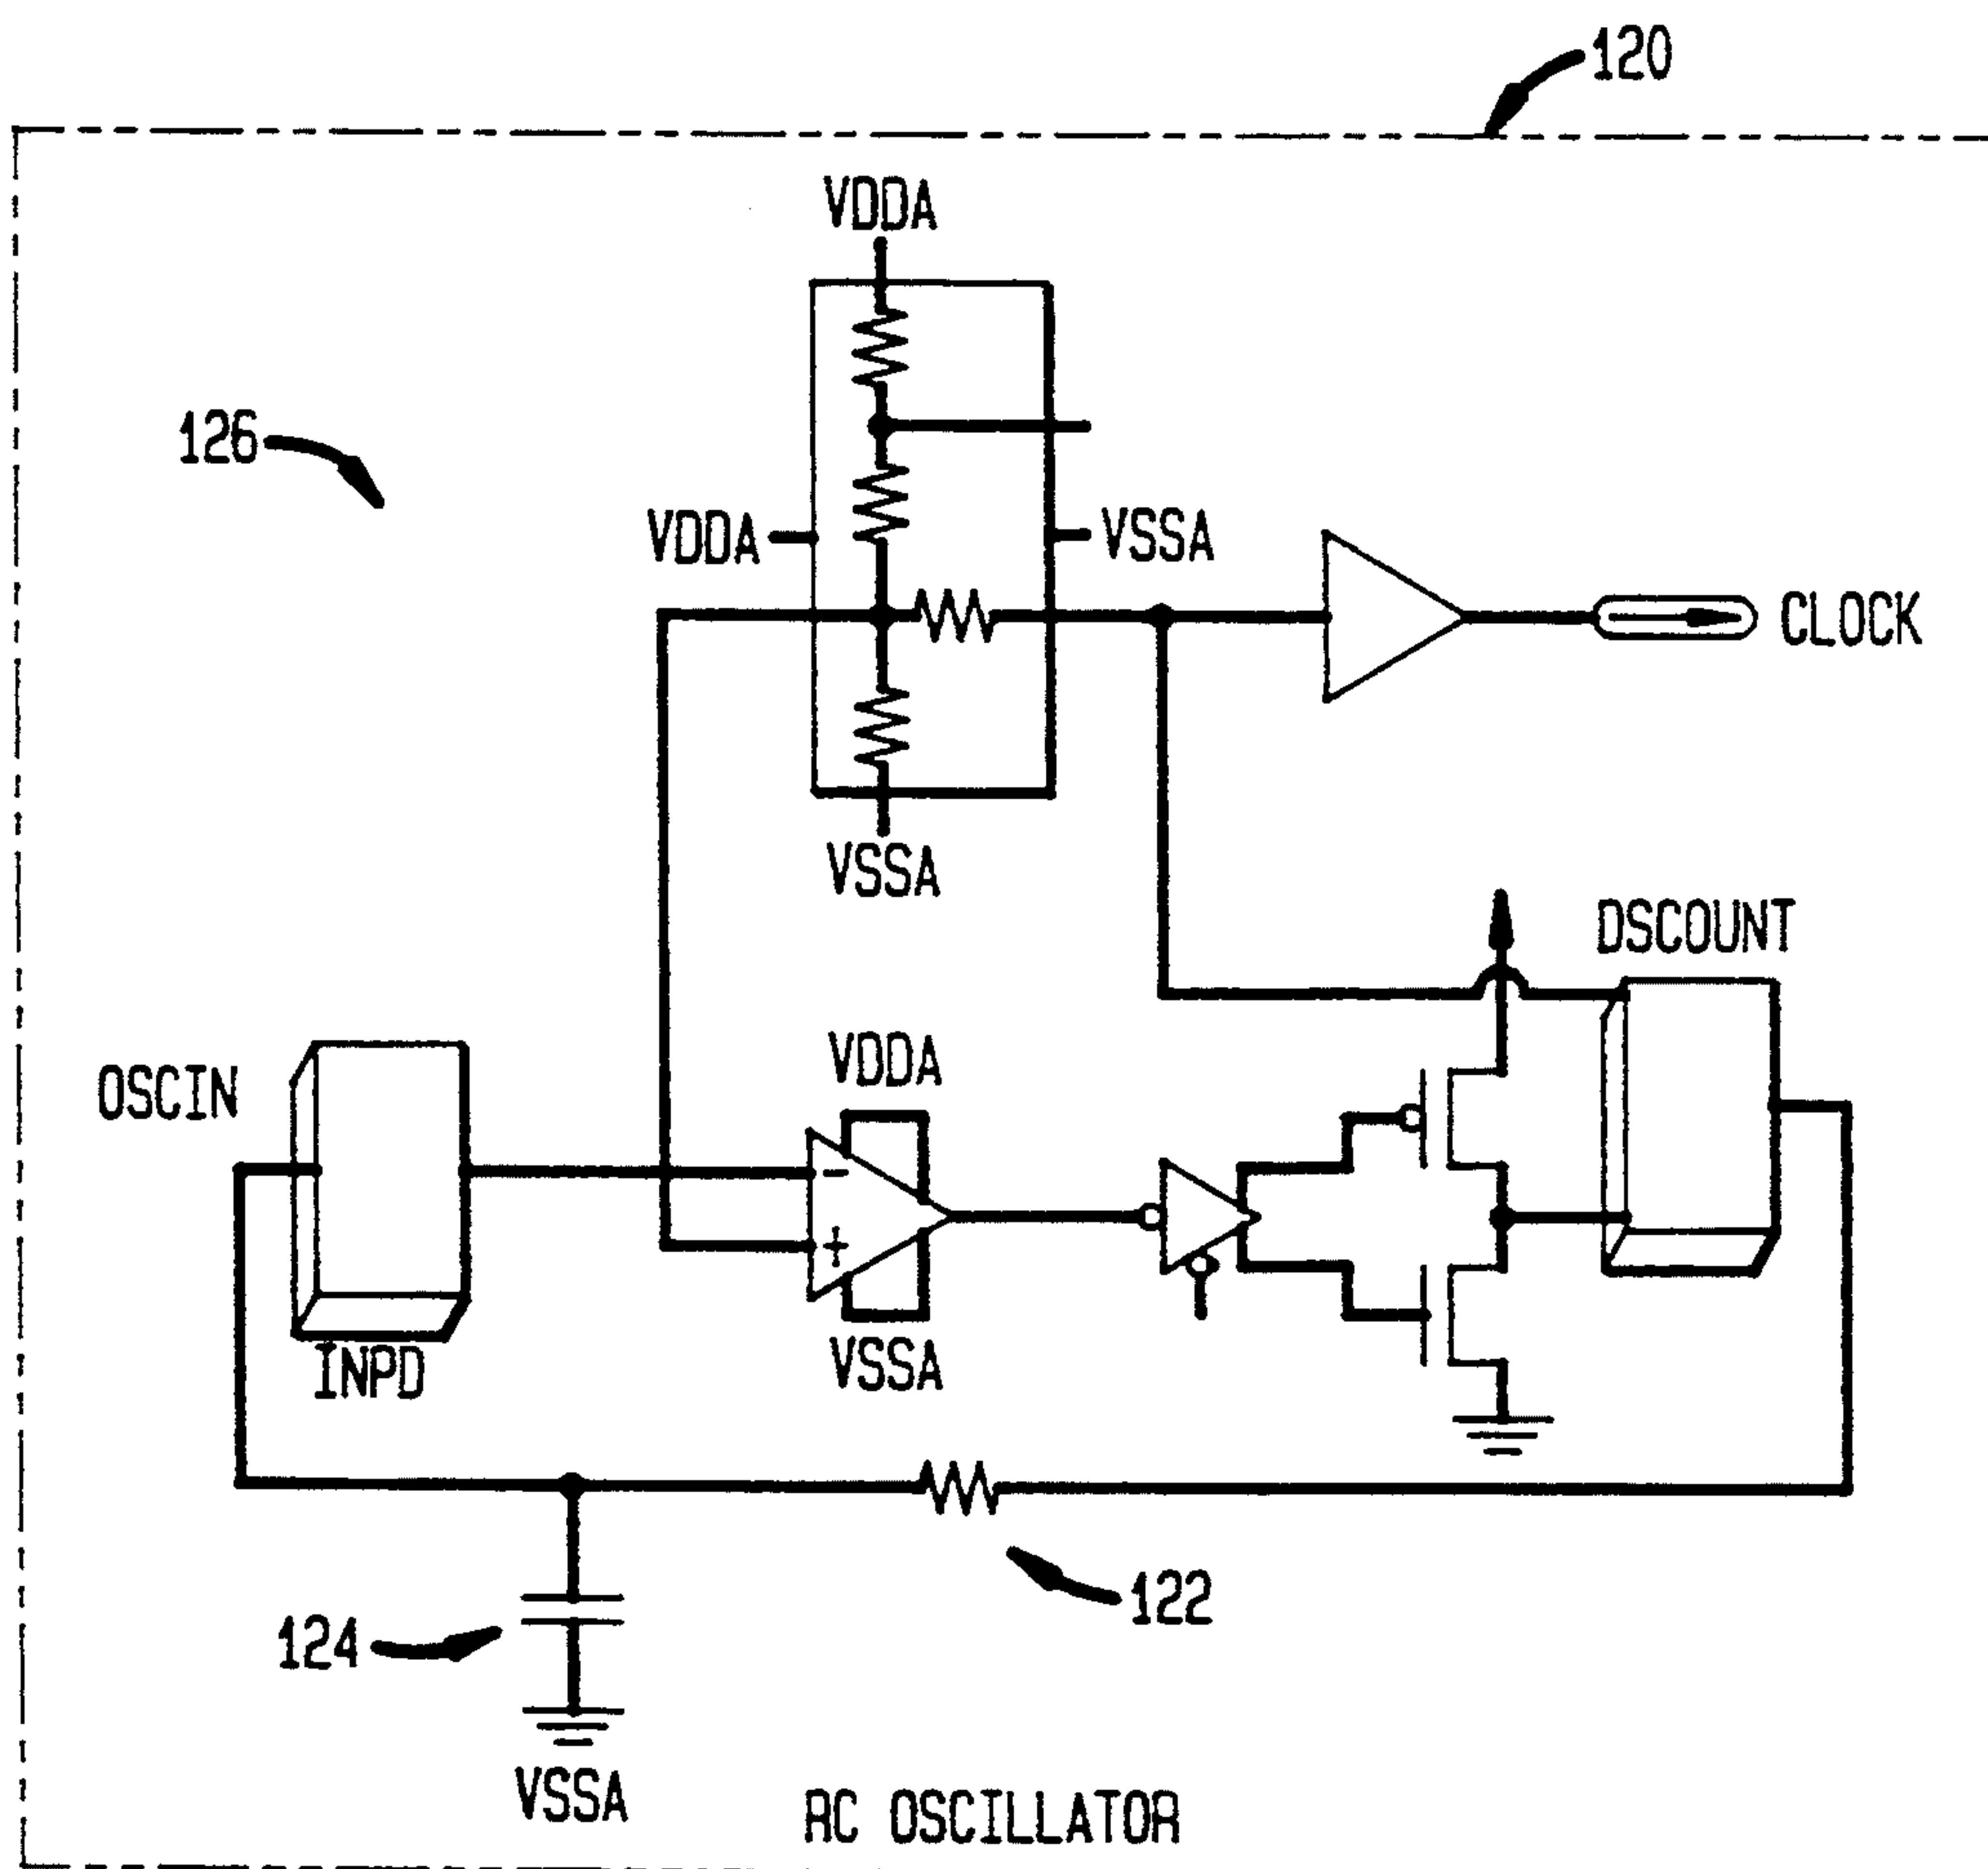 120
VDDA
126
VDDA
VSSA
CLOCK
VSSA
DSCOUNT
OSCIN
VDDA
-
+
INPD
VSSA
122
124
VSSA
RC OSCILLATOR